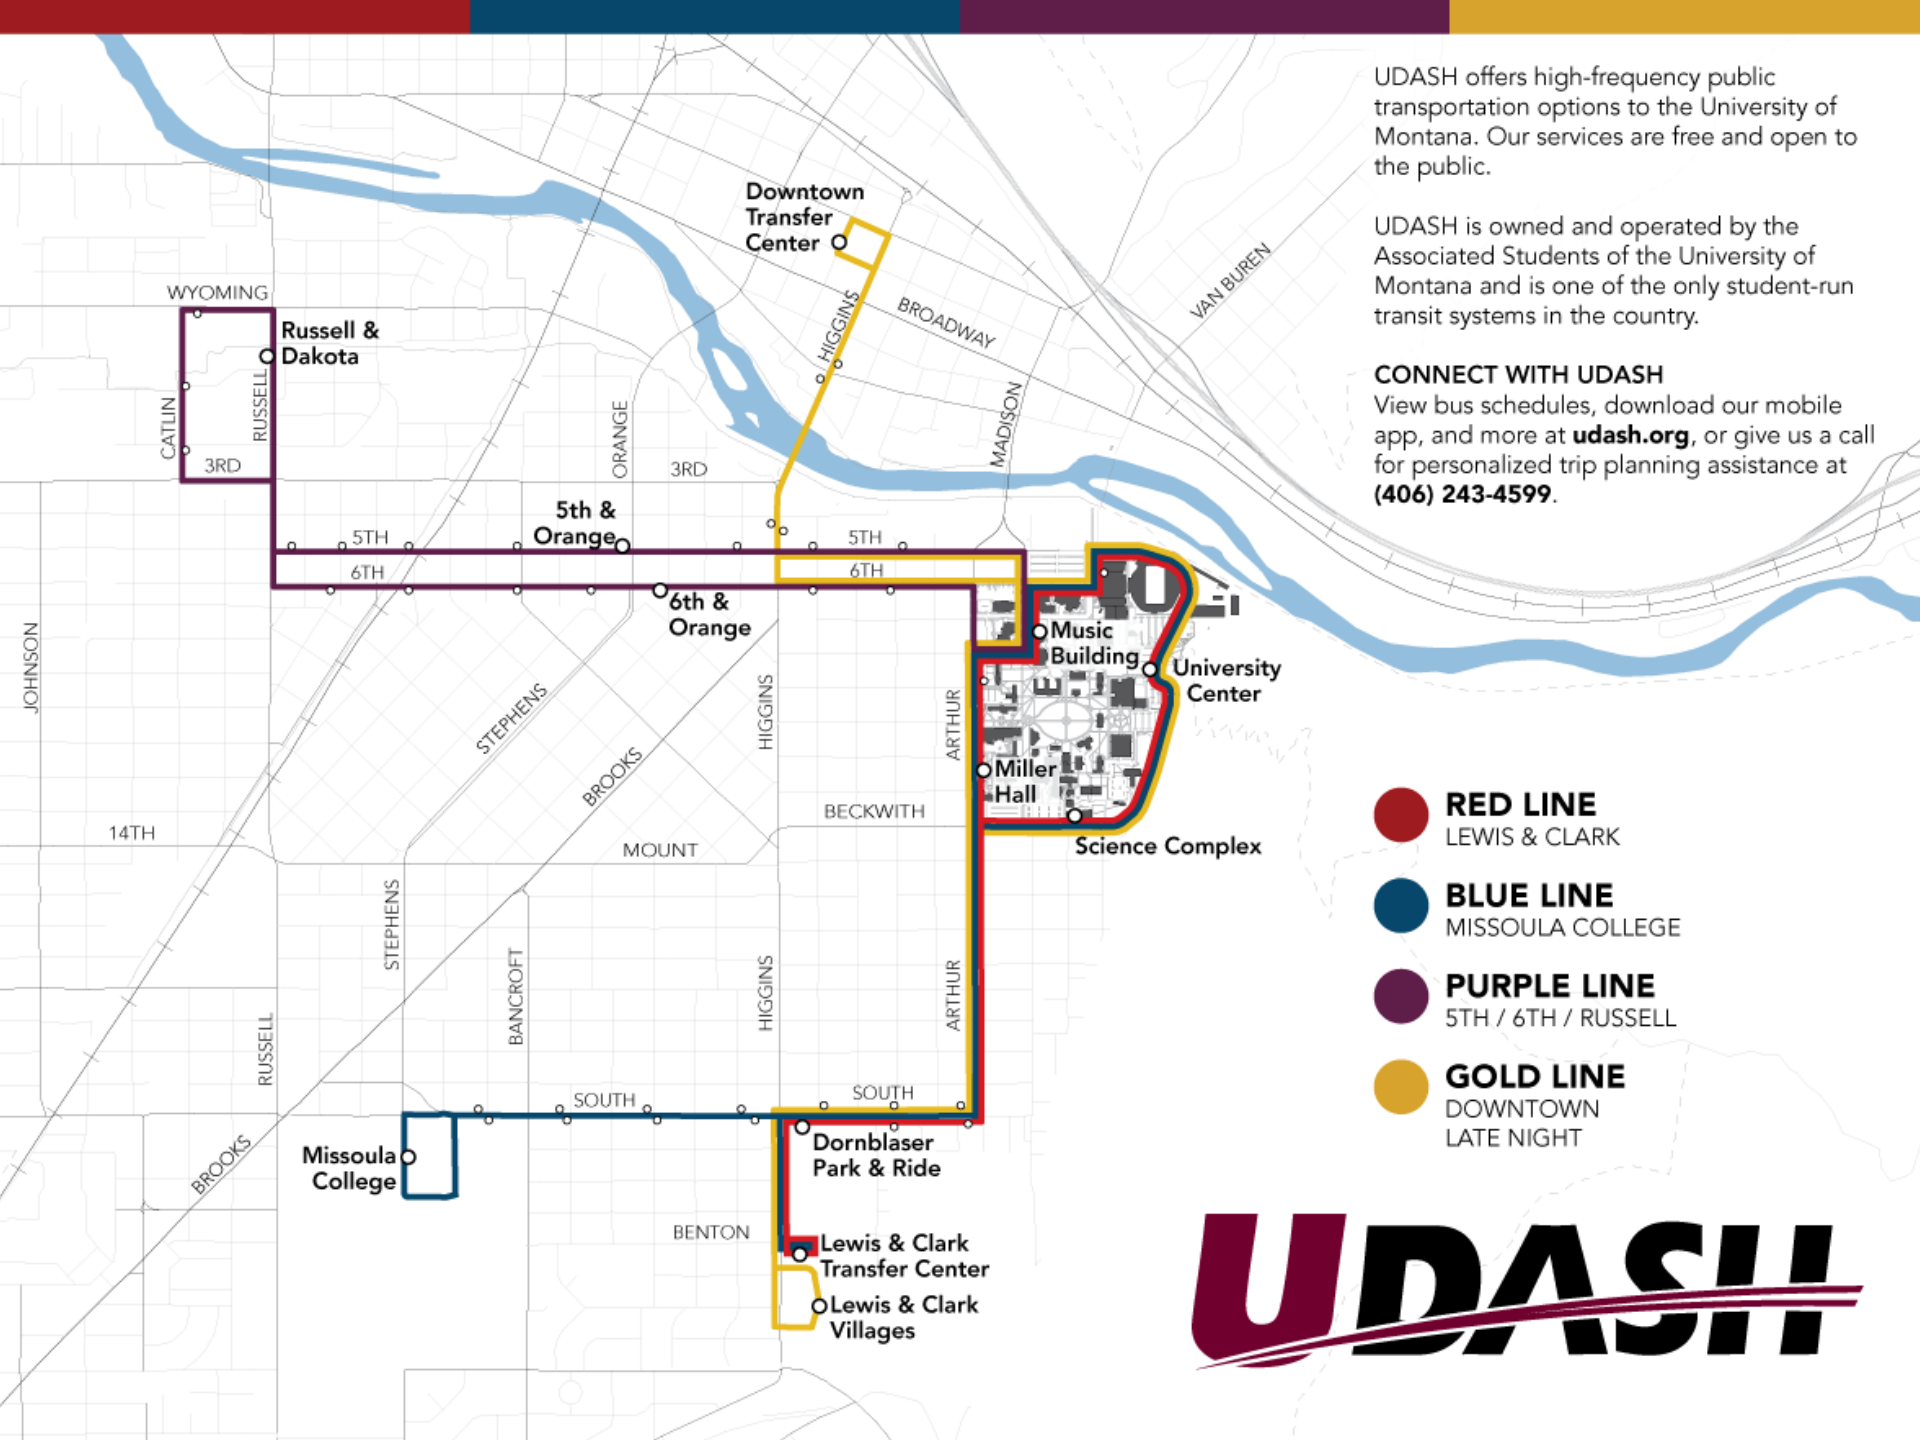 UDASH offers high-frequency public
transportation options to the University of
Montana. Our services are free and open to
the public.
UDASH is owned and operated by the
Associated Students of the University of
Montana and is one of the only student-run
transit systems in the country.
CONNECT WITH UDASH
View bus schedules, download our mobile
app, and more at udash.org, or give us a call
for personalized trip planning assistance at
(406) 243-4599.
Downtown
Transfer
Center
HIGGINS
BROADWAY
VAN BUREN
MADISON
WYOMING
Russell &
Dakota
RUSSELL
CATLIN
3RD
ORANGE
3RD
5th &
Orange
5TH
5TH
6TH
6TH
6th &
Orange
JOHNSON
STEPHENS
BROOKS
HIGGINS
ARTHUR
Music
Building
University
Center
Miller
Hall
Science Complex
BECKWITH
14TH
MOUNT
STEPHENS
BANCROFT
HIGGINS
ARTHUR
RUSSELL
SOUTH
SOUTH
BROOKS
Missoula
College
Dornblaser
Park & Ride
BENTON
Lewis & Clark
Transfer Center
Lewis & Clark
Villages
RED LINE
LEWIS & CLARK
BLUE LINE
MISSOULA COLLEGE
PURPLE LINE
5TH / 6TH / RUSSELL
GOLD LINE
DOWNTOWN
LATE NIGHT
UDASH